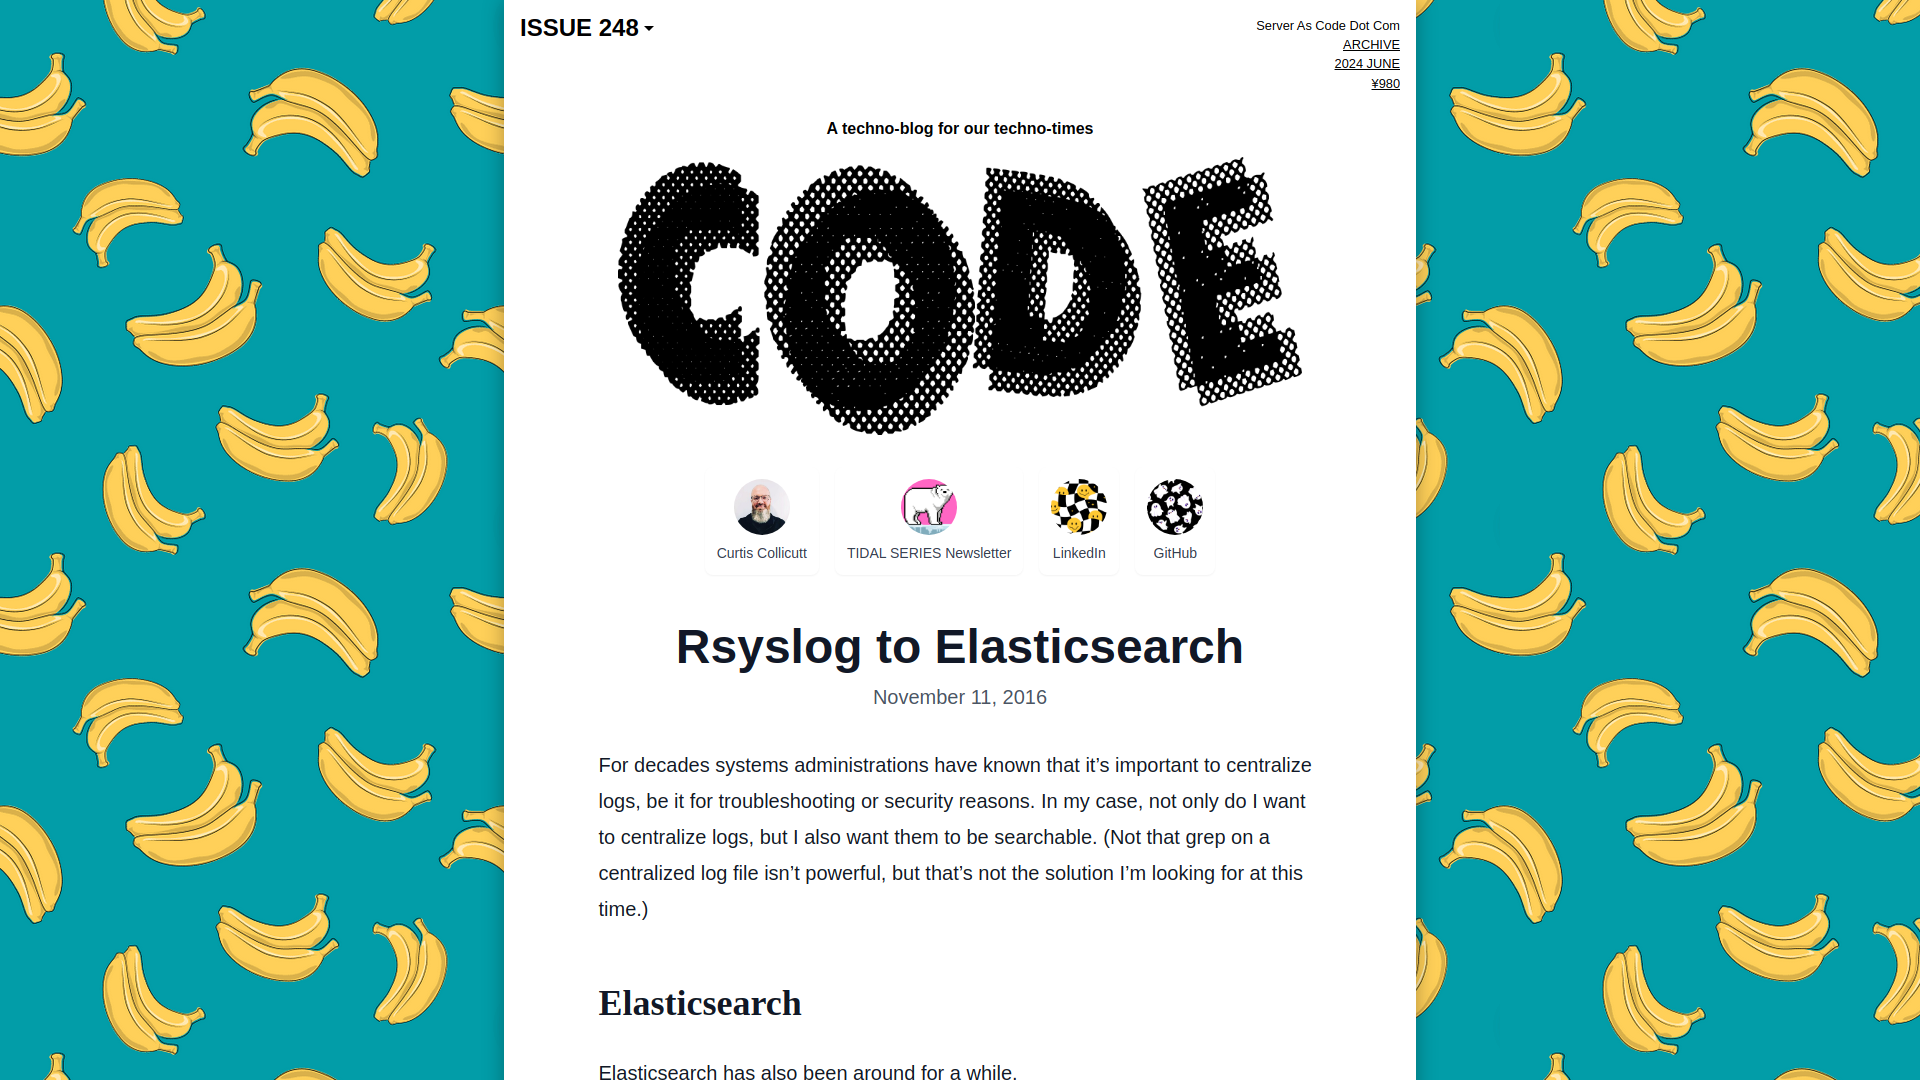 ISSUE 248
Server As Code Dot Com
ARCHIVE
2024 JUNE
¥980
A techno-blog for our techno-times
CODE
Curtis Collicutt
TIDAL SERIES Newsletter
LinkedIn
GitHub
Rsyslog to Elasticsearch
November 11, 2016
For decades systems administrations have known that it’s important to centralize
logs, be it for troubleshooting or security reasons. In my case, not only do I want
to centralize logs, but I also want them to be searchable. (Not that grep on a
centralized log file isn’t powerful, but that’s not the solution I’m looking for at this
time.)
Elasticsearch
Elasticsearch has also been around for a while.